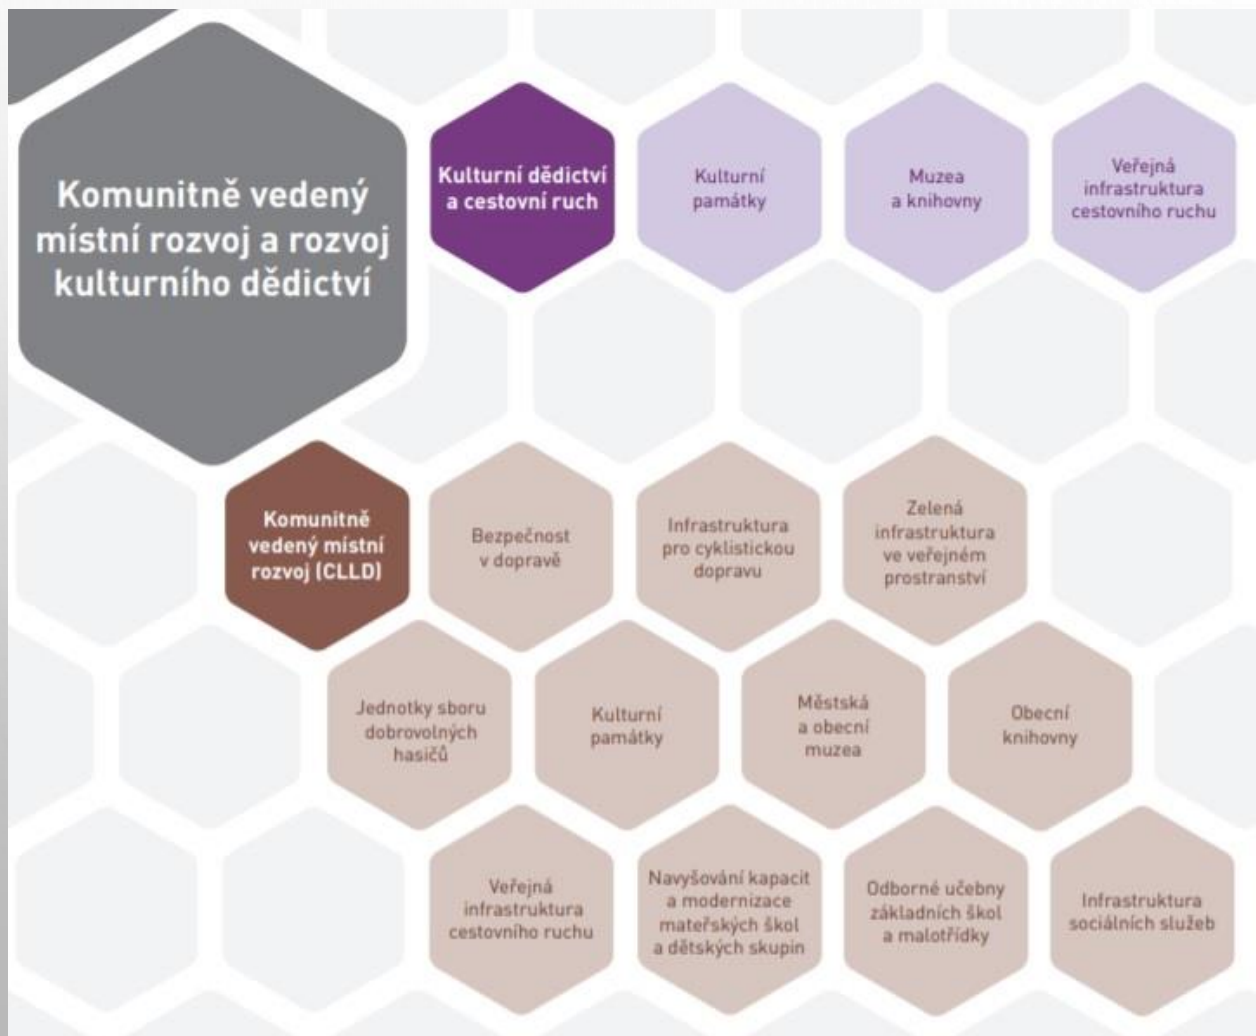 Komunitně vedený
místní rozvoj a rozvoj
kulturního dědictví
Kulturní dědictví
a cestovní ruch
Kulturní
památky
Muzea
a knihovny
Veřejná
infrastruktura
cestovního ruchu
Komunitně
vedený místní
rozvoj (CLLD)
Bezpečnost
v dopravě
Infrastruktura
pro cyklistickou
dopravu
Zelená
infrastruktura
ve veřejném
prostranství
Jednotky sboru
dobrovolných
hasičů
Kulturní
památky
Městská
a obecní
muzea
Obecní
knihovny
Veřejná
infrastruktura
cestovního ruchu
Navyšování kapacit
a modernizace
mateřských škol
a dětských skupin
Odborné učebny
základních škol
a malotřídky
Infrastruktura
sociálních služeb